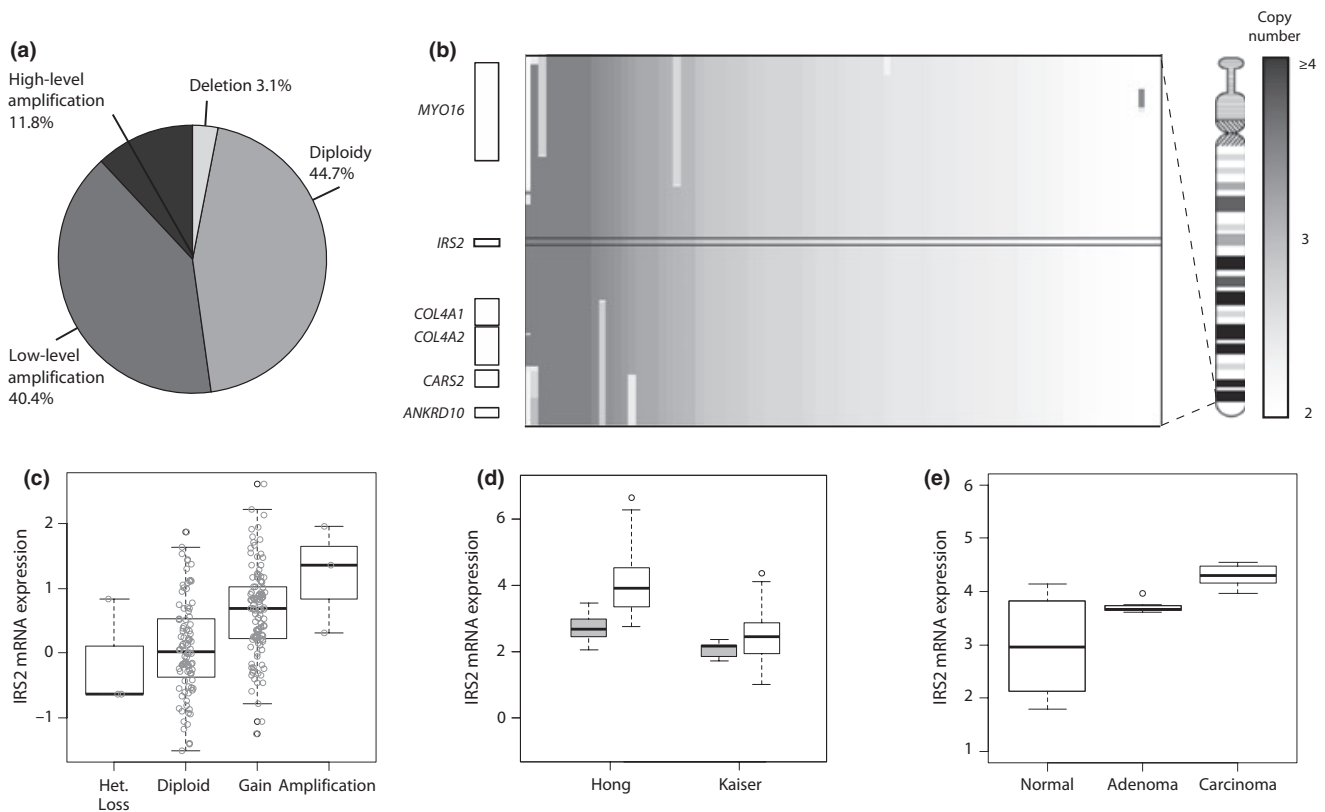 (a)
High-level
amplification
11.8%
Deletion 3.1%
Diploidy
44.7%
Low-level
amplification
40.4%
(b)
MYO16
IRS2
COL4A1
COL4A2
CARS2
ANKRD10
Copy
number
≥4
3
2
(c)
IRS2 mRNA expression
2
1
0
−1
Het.
Loss
Diploid
Gain
Amplification
(d)
IRS2 mRNA expression
6
4
2
0
Hong
Kaiser
(e)
IRS2 mRNA expression
6
5
4
3
2
1
Normal
Adenoma
Carcinoma